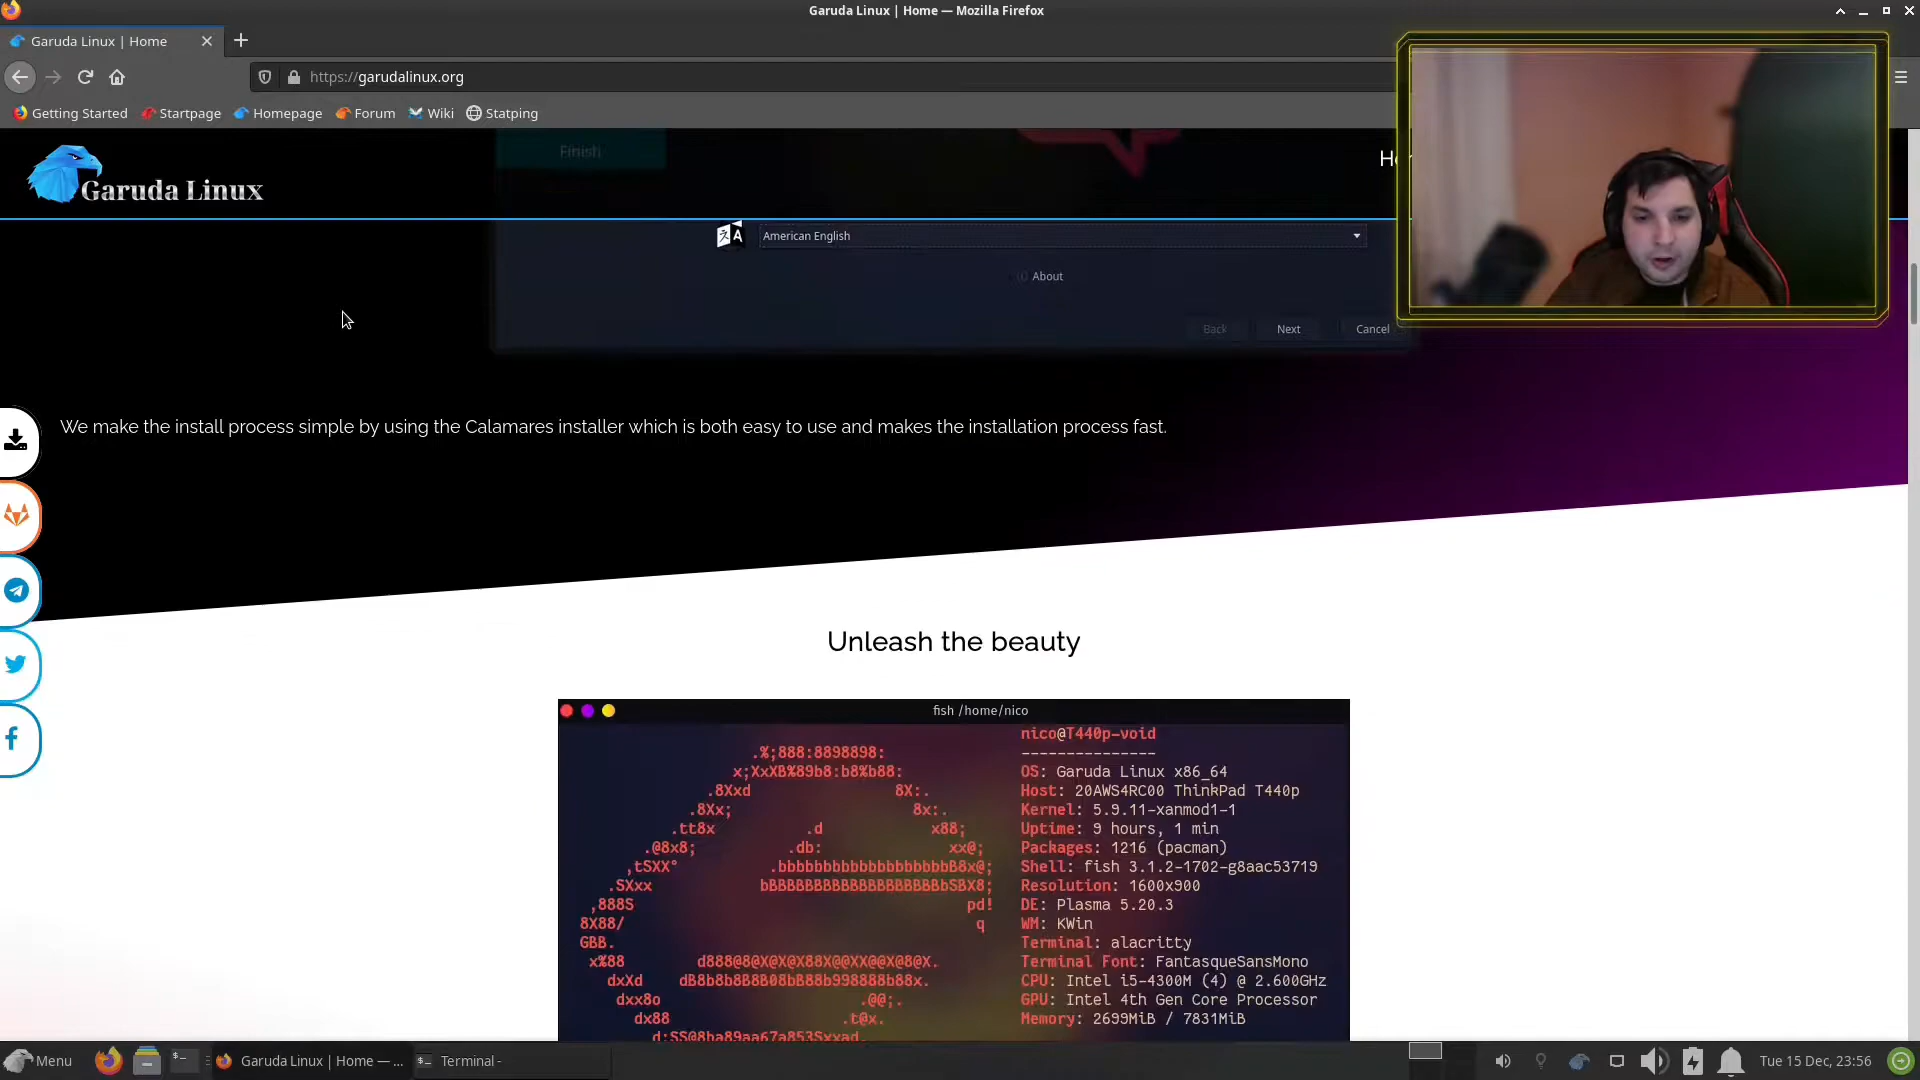 Garuda Linux | Home — Mozilla Firefox
Garuda Linux | Home
https://garudalinux.org
Getting Started
Startpage
Homepage
Forum
Wiki
Statping
Garuda Linux
Finish
American English
About
Back
Next
Cancel
We make the install process simple by using the Calamares installer which is both easy to use and makes the installation process fast.
Unleash the beauty
fish /home/nico
nico@T440p-void
---------------
OS: Garuda Linux x86_64
Host: 20AWS4RC00 ThinkPad T440p
Kernel: 5.9.11-xanmod1-1
Uptime: 9 hours, 1 min
Packages: 1216 (pacman)
Shell: fish 3.1.2-1702-g8aac53719
Resolution: 1600x900
DE: Plasma 5.20.3
WM: KWin
Terminal: alacritty
Terminal Font: FantasqueSansMono
CPU: Intel i5-4300M (4) @ 2.600GHz
GPU: Intel 4th Gen Core Processor
Memory: 2699MiB / 7831MiB
Menu
Garuda Linux | Home — ...
Terminal -
Tue 15 Dec, 23:56